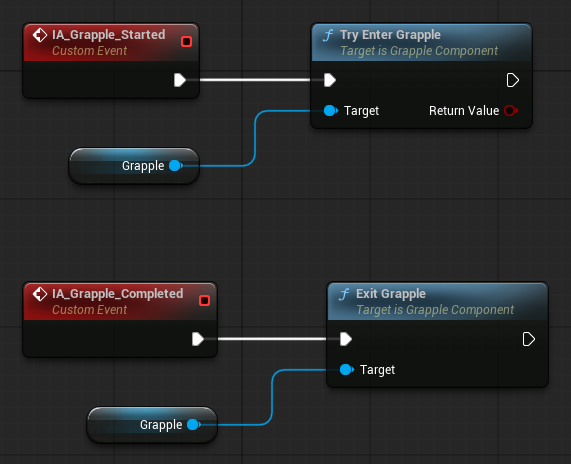 IA_Grapple_Started
Custom Event
Try Enter Grapple
Target is Grapple Component
Target
Return Value
Grapple
IA_Grapple_Completed
Custom Event
Exit Grapple
Target is Grapple Component
Target
Grapple